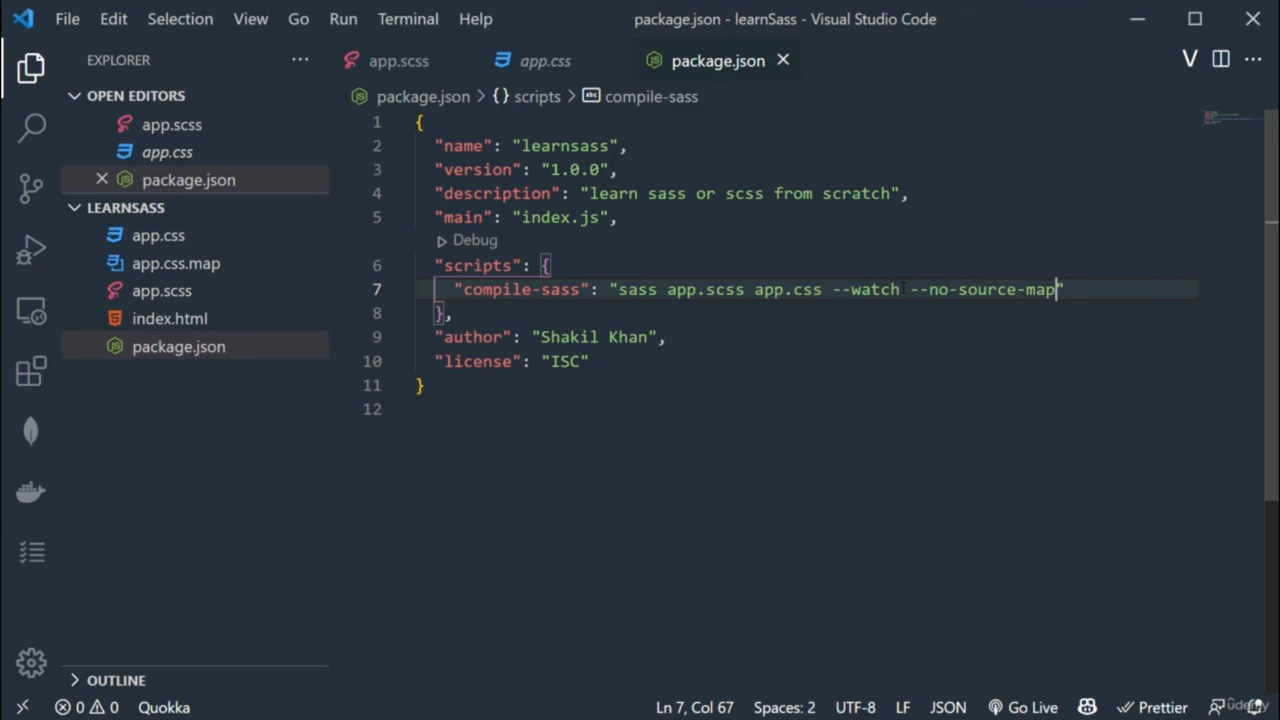 File Edit Selection View Go Run Terminal Help package.json - learnSass - Visual Studio Code
EXPLORER
app.scss app.css package.json
OPEN EDITORS
package.json > {} scripts > abc compile-sass
app.scss
app.css
package.json
LEARNSASS
app.css
app.css.map
app.scss
index.html
package.json
1 {
2 "name": "learnsass",
3 "version": "1.0.0",
4 "description": "learn sass or scss from scratch",
5 "main": "index.js",
Debug
6 "scripts": {
7 "compile-sass": "sass app.scss app.css --watch --no-source-map"
8 },
9 "author": "Shakil Khan",
10 "license": "ISC"
11 }
12
OUTLINE
0 0 Quokka Ln 7, Col 67 Spaces: 2 UTF-8 LF JSON Go Live Prettier
udemy